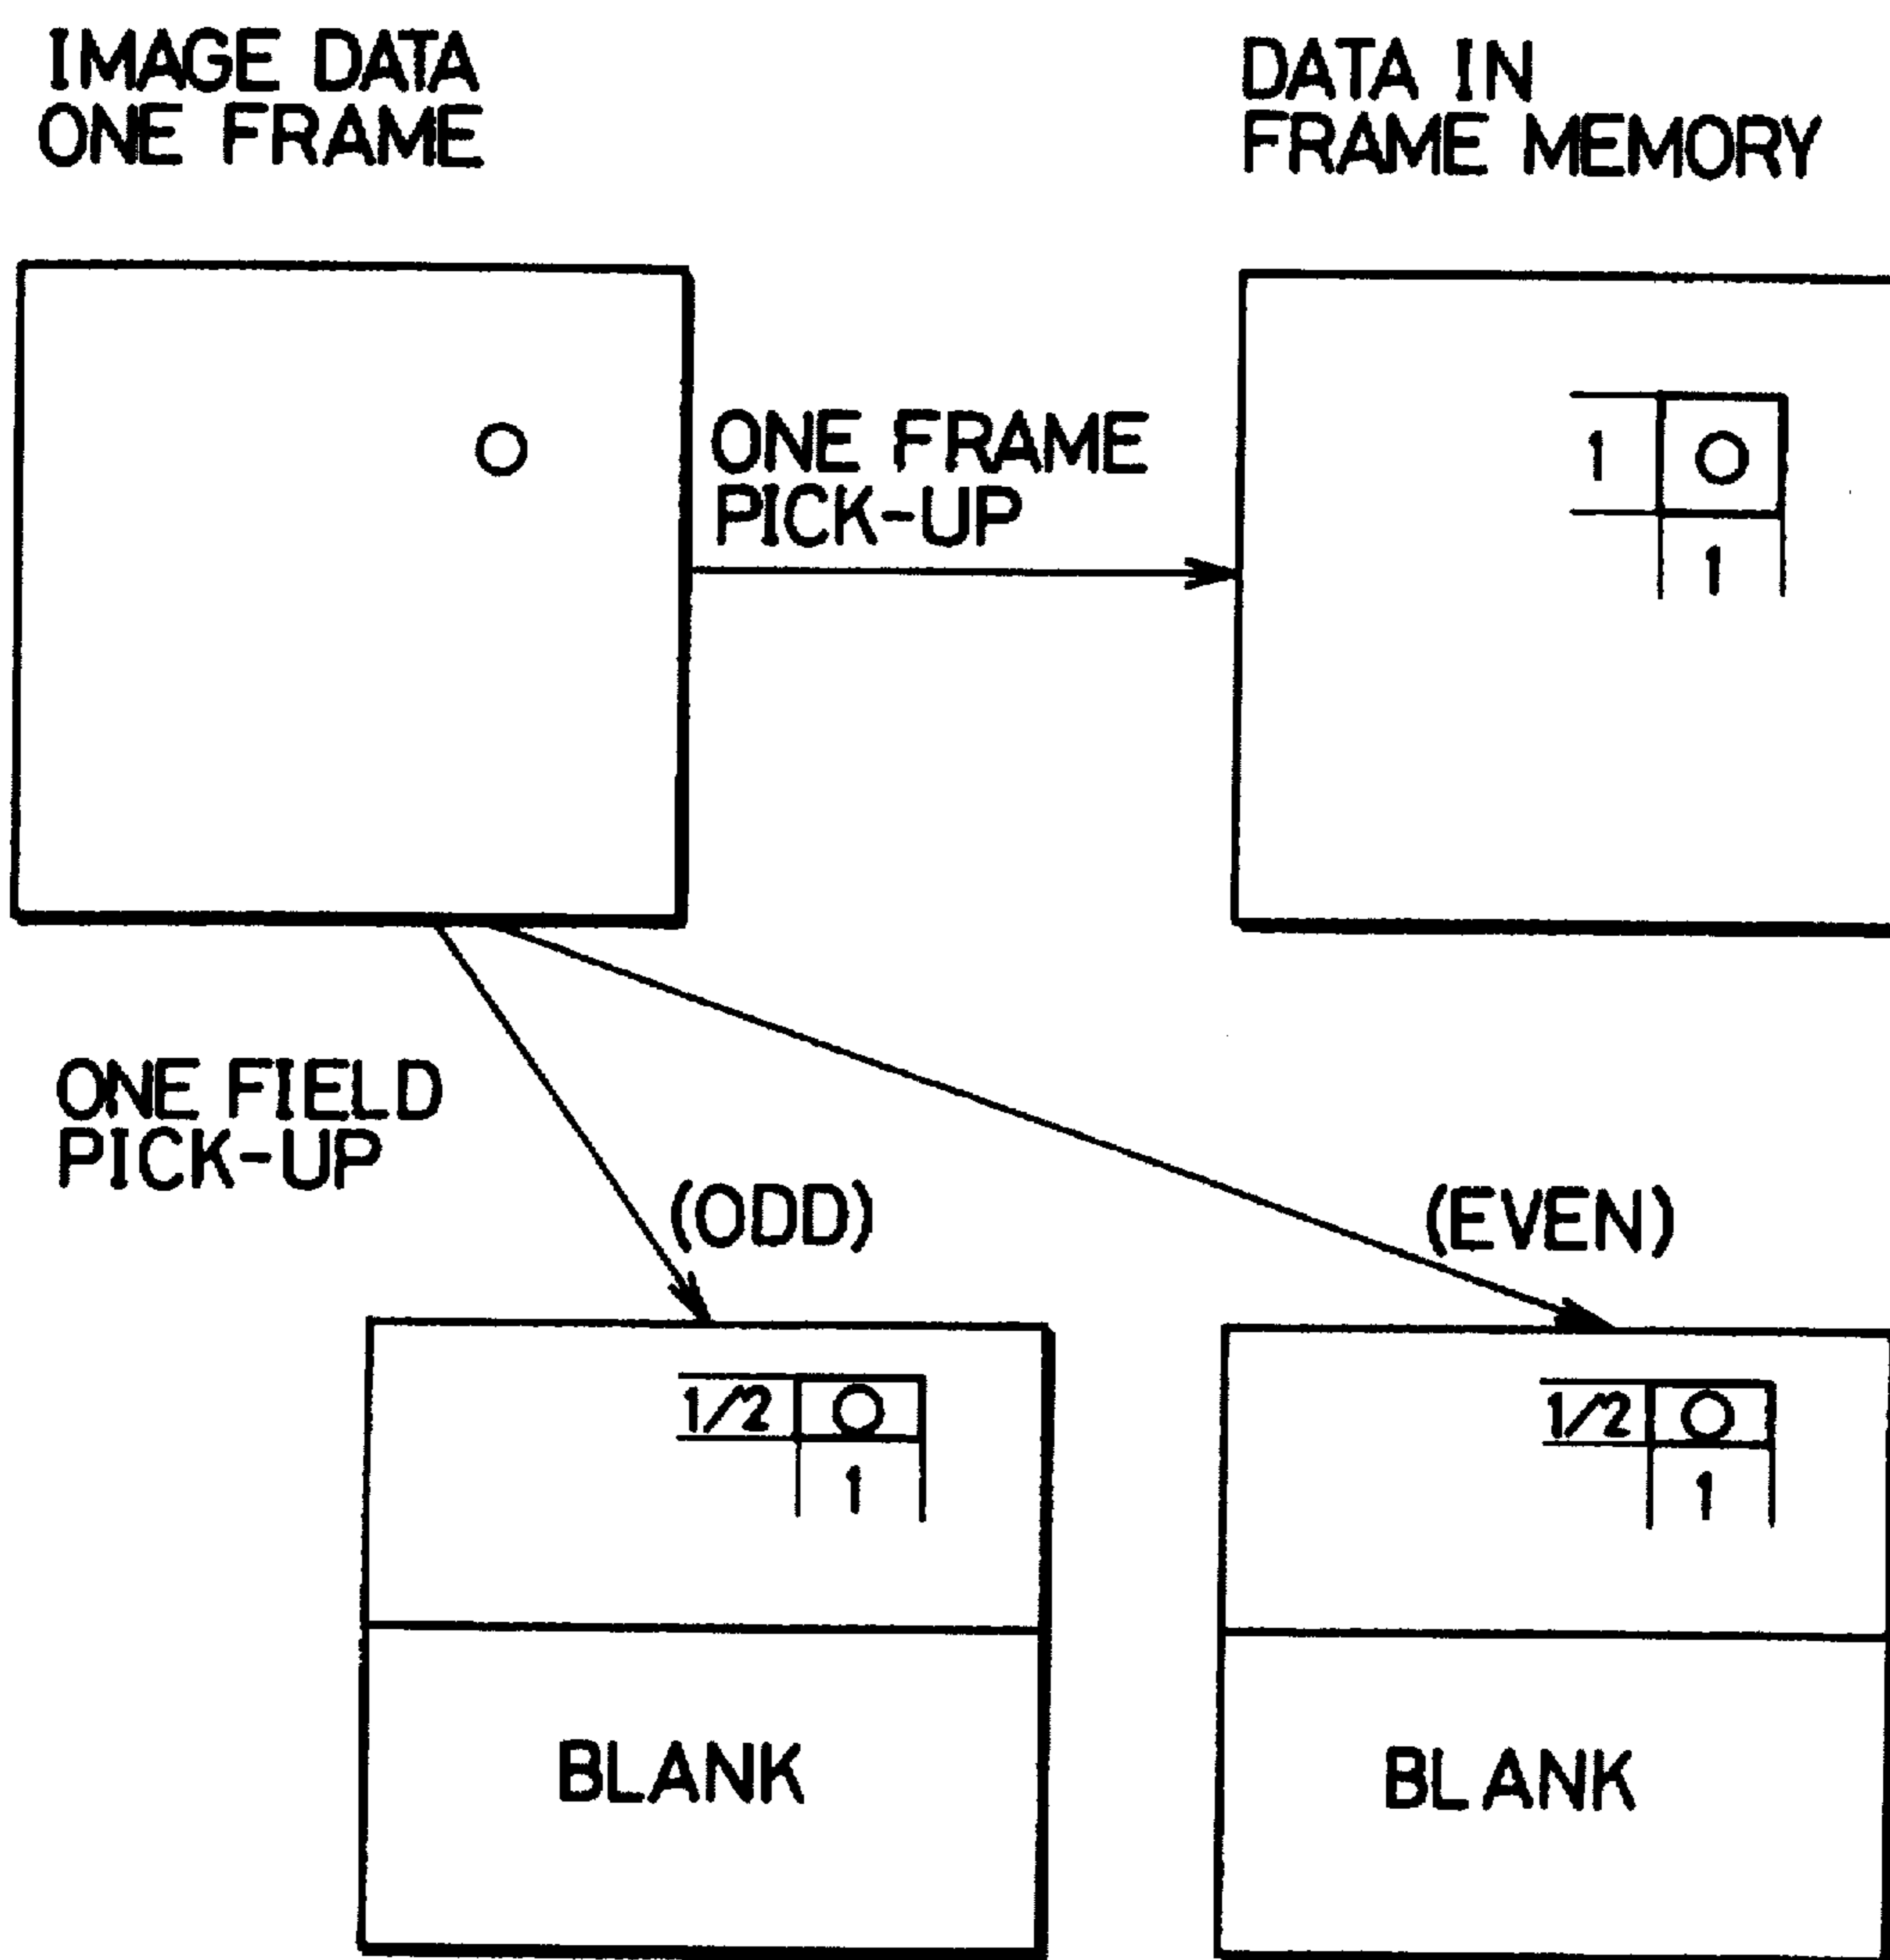 IMAGE DATA
ONE FRAME
DATA IN
FRAME MEMORY
ONE FRAME
PICK-UP
1
1
ONE FIELD
PICK-UP
(ODD)
(EVEN)
1/2
1
1/2
1
BLANK
BLANK